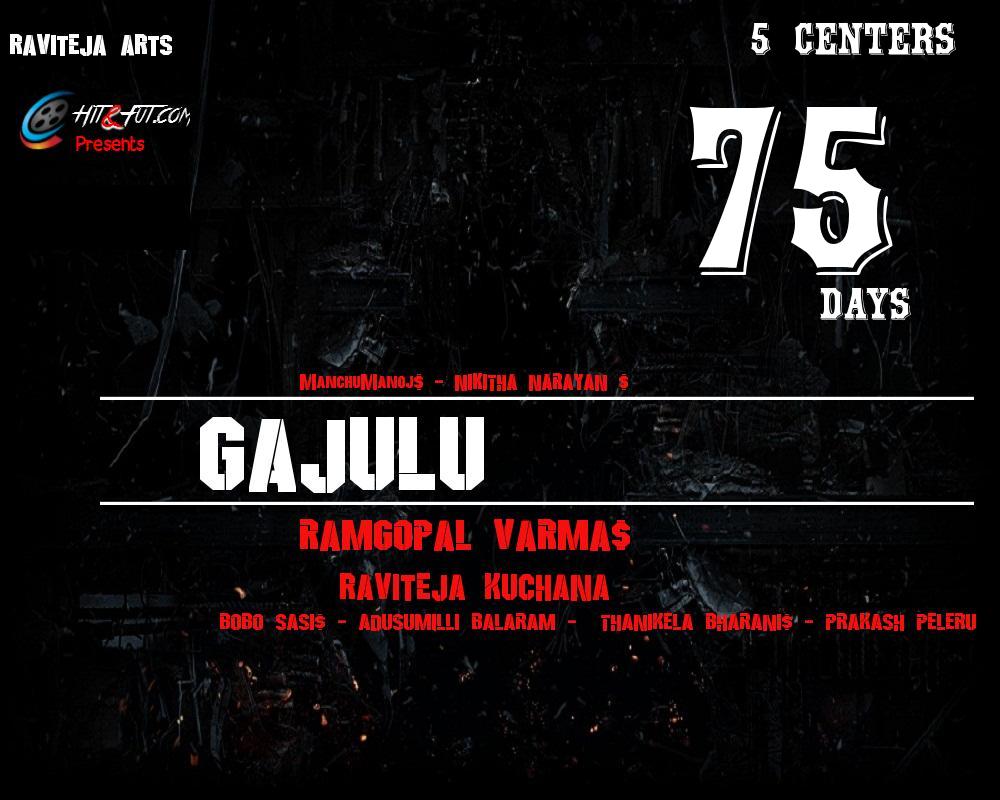 RAVITEJA ARTS
5 CENTERS
HIT&FUT.COM
Presents
75
DAYS
MANCHUMANOJ$ - NIKITHA NARAYAN $
GAJULU
RAMGOPAL VARMA$
RAVITEJA KUCHANA
BOBO SASI$ - ADUSUMILLI BALARAM - THANIKELA BHARANI$ - PRAKASH PELERU